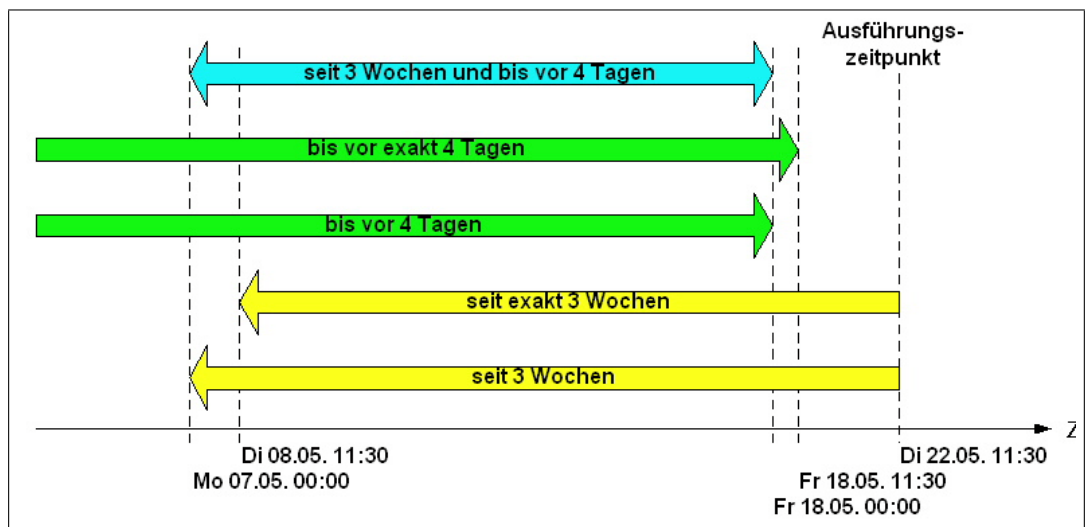 Ausführungs-
zeitpunkt
seit 3 Wochen und bis vor 4 Tagen
bis vor exakt 4 Tagen
bis vor 4 Tagen
seit exakt 3 Wochen
seit 3 Wochen
Z
Di 08.05. 11:30
Di 22.05. 11:30
Mo 07.05. 00:00
Fr 18.05. 11:30
Fr 18.05. 00:00